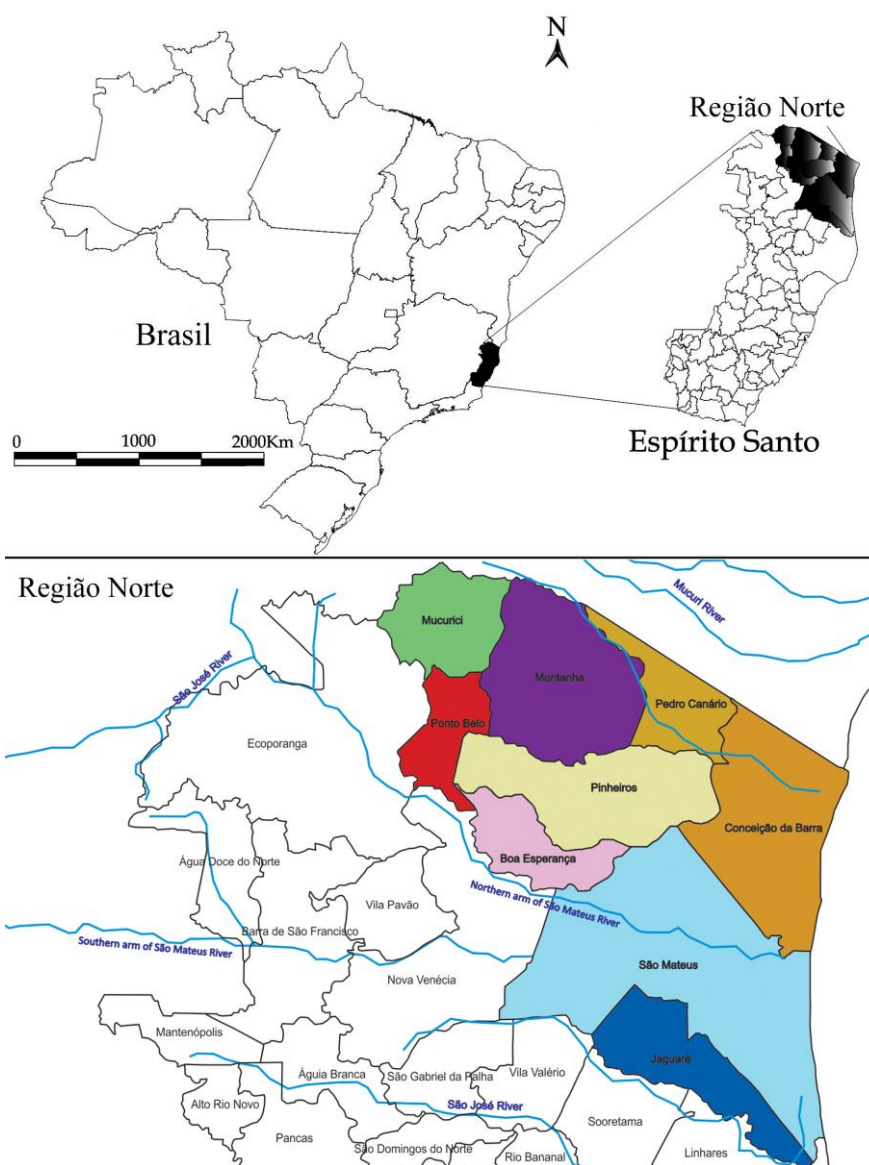 N
Região Norte
Brasil
0 1000 2000Km
Espírito Santo
Região Norte
Mucuri River
Mucurici
Montanha
São José River
Pedro Canário
Ponto Belo
Ecoporanga
Pinheiros
Conceição da Barra
Boa Esperança
Água Doce do Norte
Northern arm of São Mateus River
Vila Pavão
Barra de São Francisco
Southern arm of São Mateus River
São Mateus
Nova Venécia
Mantenópolis
Jaguaré
Águia Branca
São Gabriel da Palha
Vila Valério
Alto Rio Novo
São José River
Sooretama
Pancas
São Domingos do Norte
Rio Bananal
Linhares